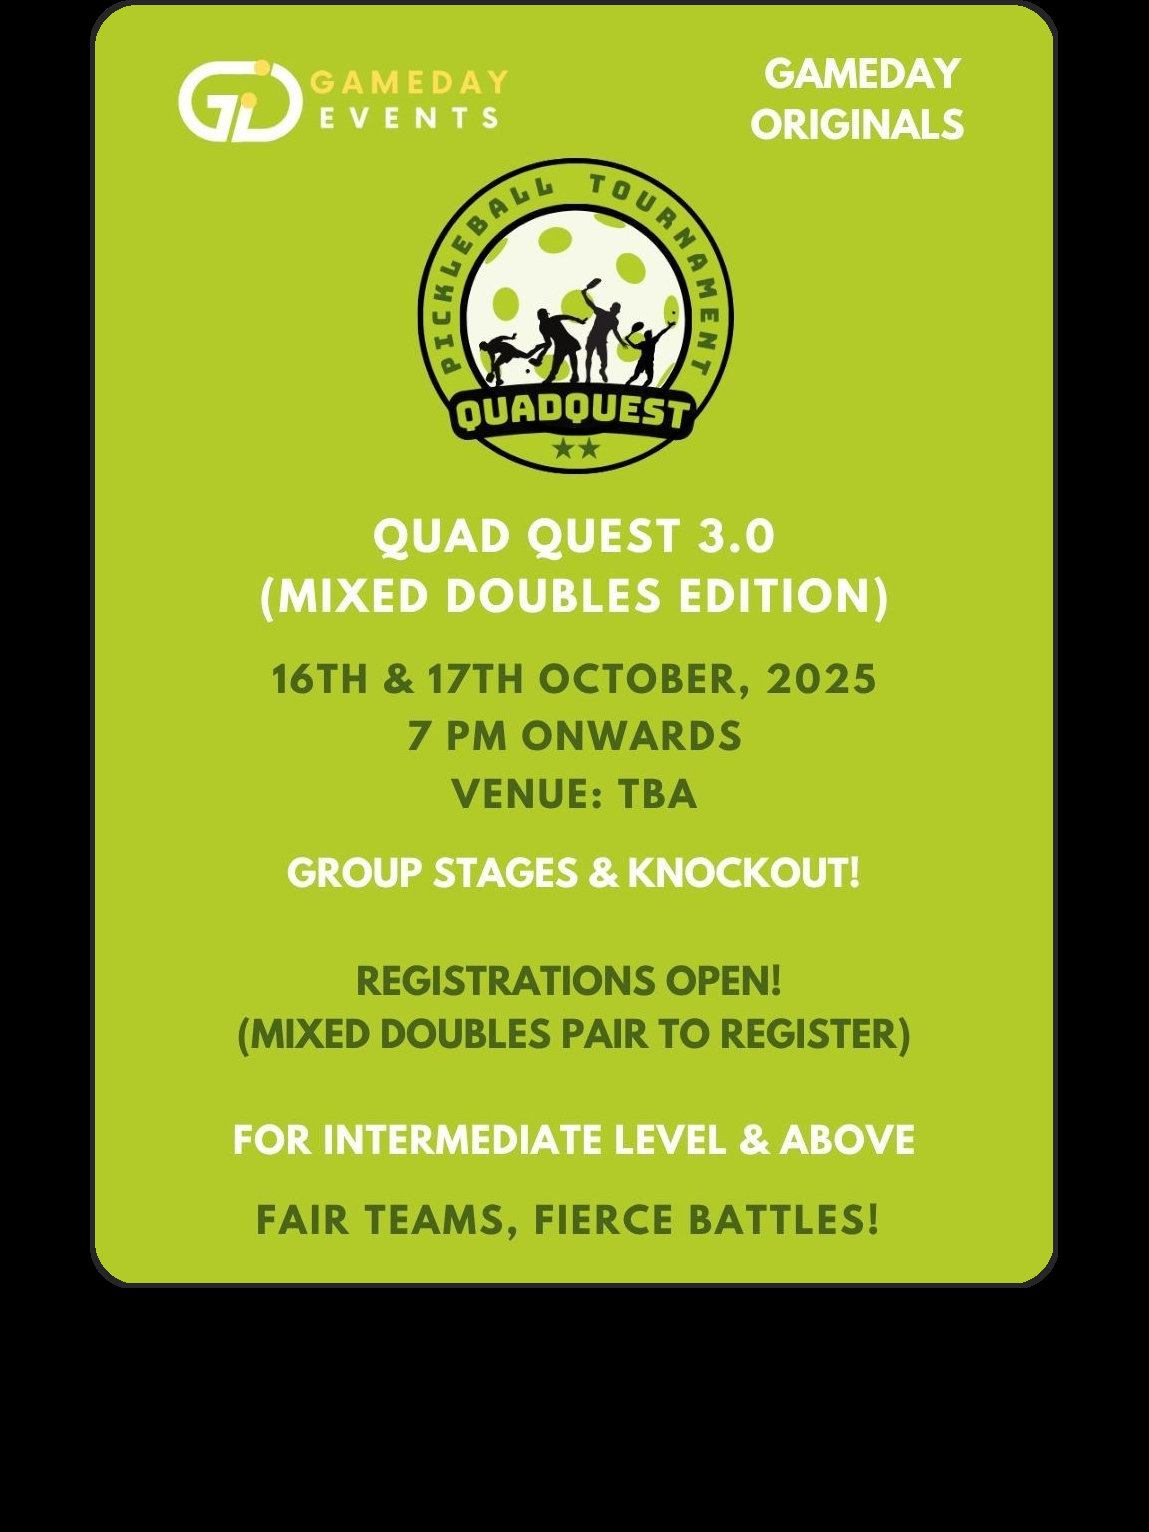 GAMEDAY
EVENTS
GAMEDAY
ORIGINALS
PICKLEBALL TOURNAMENT
QUADQUEST
QUAD QUEST 3.0
(MIXED DOUBLES EDITION)
16TH & 17TH OCTOBER, 2025
7 PM ONWARDS
VENUE: TBA
GROUP STAGES & KNOCKOUT!
REGISTRATIONS OPEN!
(MIXED DOUBLES PAIR TO REGISTER)
FOR INTERMEDIATE LEVEL & ABOVE
FAIR TEAMS, FIERCE BATTLES!